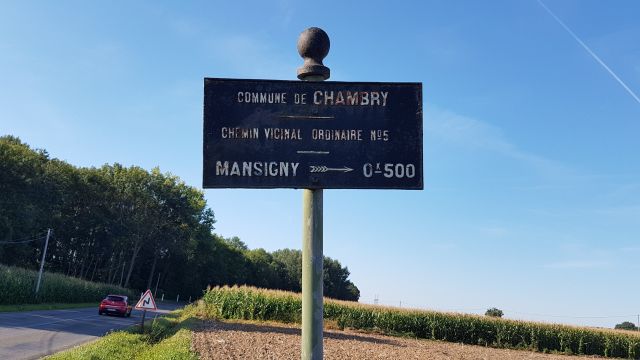 COMMUNE DE CHAMBRY
CHEMIN VICINAL ORDINAIRE Nº5
MANSIGNY 0ᴷ500